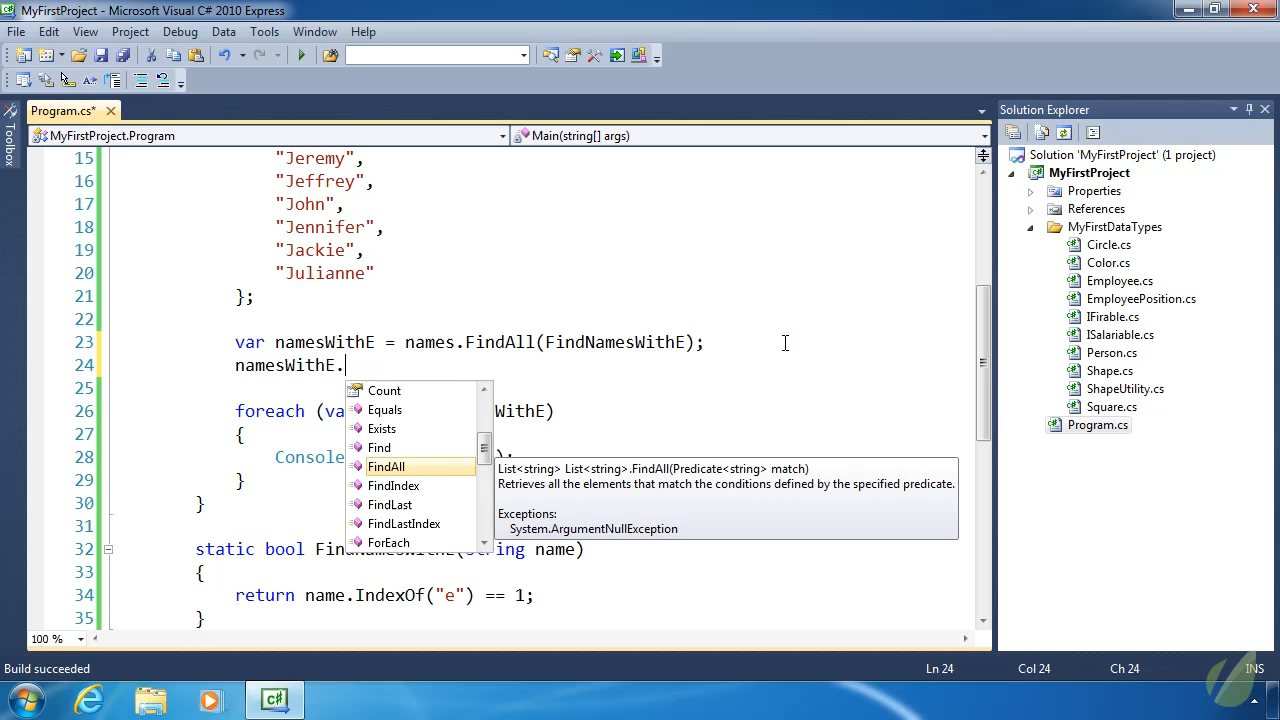 MyFirstProject - Microsoft Visual C# 2010 Express
File Edit View Project Debug Data Tools Window Help
Program.cs*
Solution Explorer
Toolbox
MyFirstProject.Program
Main(string[] args)
Solution 'MyFirstProject' (1 project)
MyFirstProject
Properties
References
MyFirstDataTypes
Circle.cs
Color.cs
Employee.cs
EmployeePosition.cs
IFirable.cs
ISalariable.cs
Person.cs
Shape.cs
ShapeUtility.cs
Square.cs
Program.cs
15 "Jeremy",
16 "Jeffrey",
17 "John",
18 "Jennifer",
19 "Jackie",
20 "Julianne"
21 };
22
23 var namesWithE = names.FindAll(FindNamesWithE);
24 namesWithE.
25
26 foreach (va WithE)
27 {
28 Console );
29 }
30 }
31
32 static bool FindNamesWithE(string name)
33 {
34 return name.IndexOf("e") == 1;
35 }
Count
Equals
Exists
Find
FindAll
FindIndex
FindLast
FindLastIndex
ForEach
List<string> List<string>.FindAll(Predicate<string> match)
Retrieves all the elements that match the conditions defined by the specified predicate.
Exceptions:
System.ArgumentNullException
100 %
Build succeeded
Ln 24 Col 24 Ch 24 INS
C#